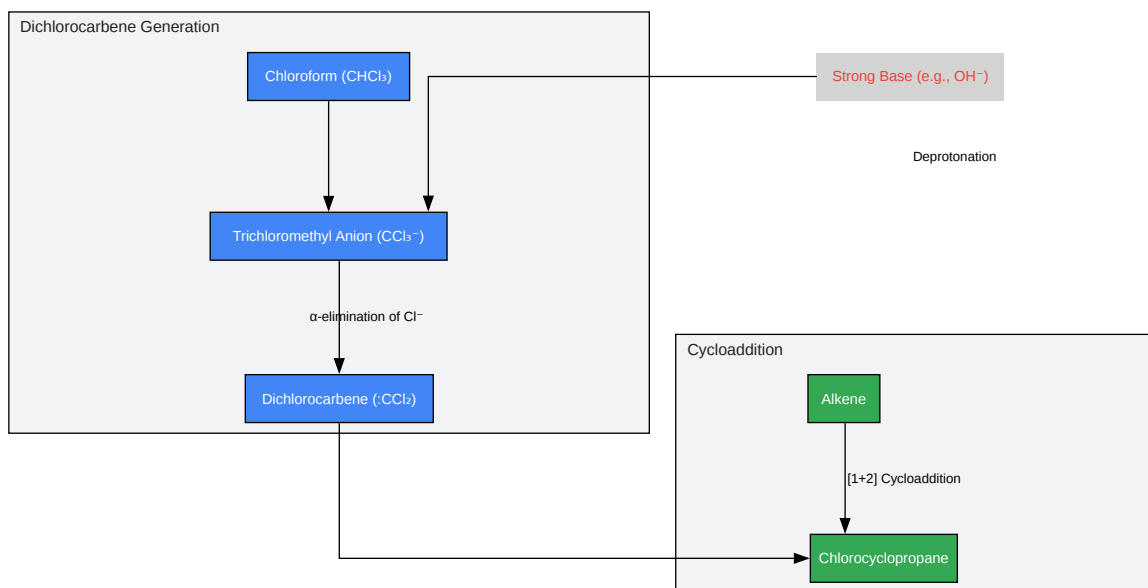 Dichlorocarbene Generation
Chloroform (CHCl₃)
Strong Base (e.g., OH⁻)
Deprotonation
Trichloromethyl Anion (CCl₃⁻)
α-elimination of Cl⁻
Dichlorocarbene (:CCl₂)
Cycloaddition
Alkene
[1+2] Cycloaddition
Chlorocyclopropane